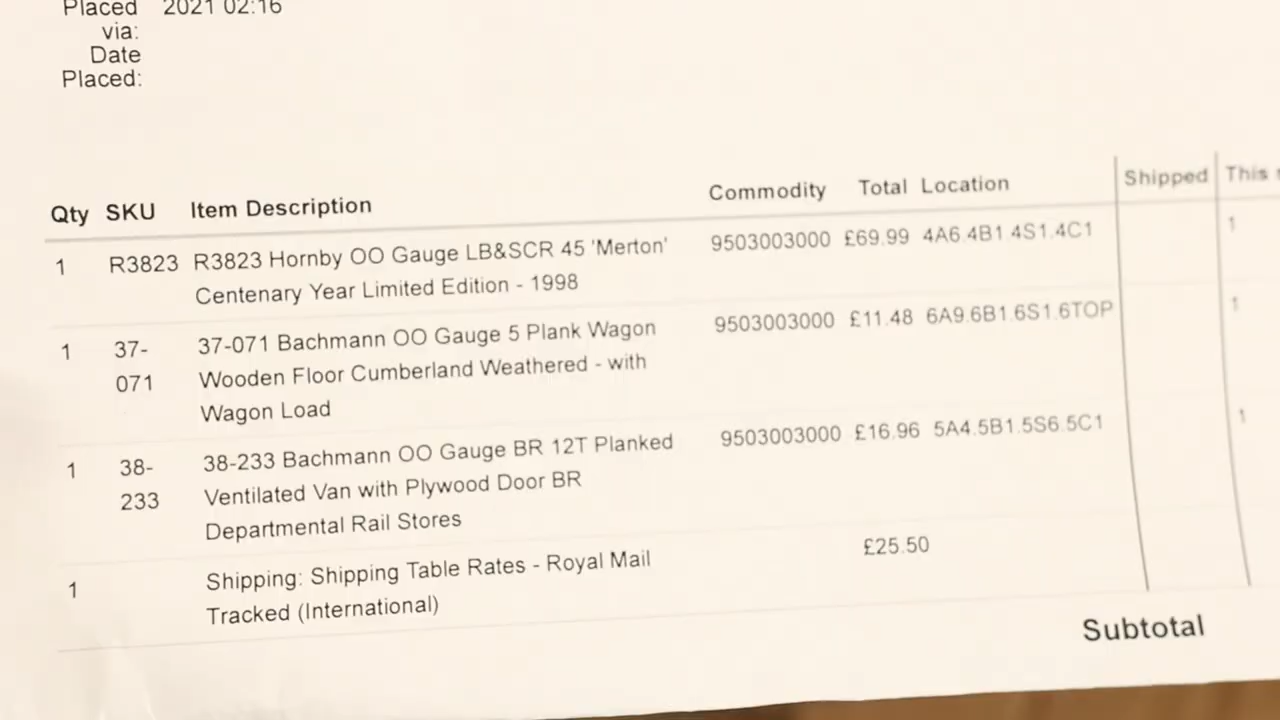 Placed 2021 02:16
via:
Date
Placed:
Qty SKU Item Description Commodity Total Location Shipped This
1 R3823 R3823 Hornby OO Gauge LB&SCR 45 'Merton' 9503003000 £69.99 4A6.4B1.4S1.4C1 1
Centenary Year Limited Edition - 1998
1 37- 37-071 Bachmann OO Gauge 5 Plank Wagon 9503003000 £11.48 6A9.6B1.6S1.6TOP 1
071 Wooden Floor Cumberland Weathered - with
Wagon Load
1 38- 38-233 Bachmann OO Gauge BR 12T Planked 9503003000 £16.96 5A4.5B1.5S6.5C1 1
233 Ventilated Van with Plywood Door BR
Departmental Rail Stores
1 Shipping: Shipping Table Rates - Royal Mail £25.50
Tracked (International)
Subtotal